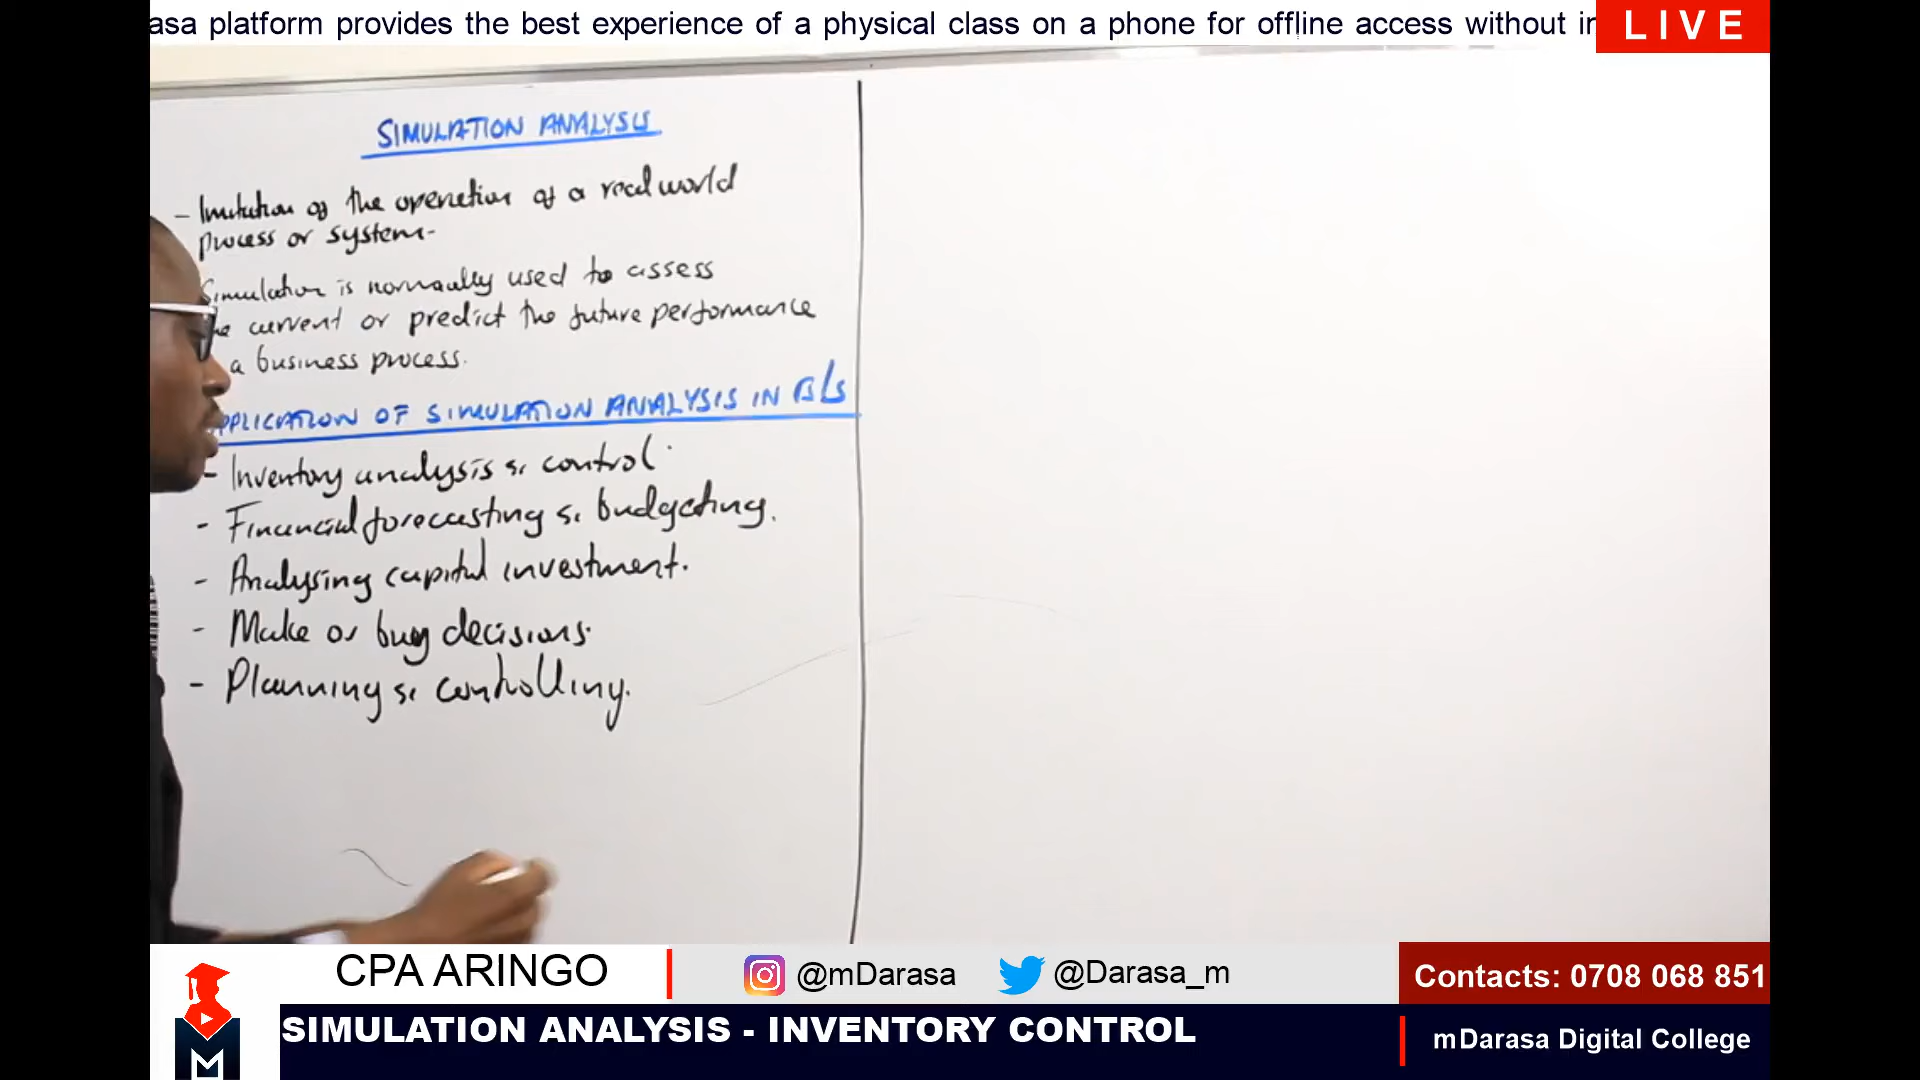 asa platform provides the best experience of a physical class on a phone for offline access without in
LIVE
SIMULATION ANALYSIS
- Imitation of the operation of a real world
process or system.
Simulation is normally used to assess
current or predict the future performance
a business process.
APPLICATION OF SIMULATION ANALYSIS IN B/S
- Inventory analysis & control.
- Financial forecasting & budgeting.
- Analysing capital investment.
- Make or buy decisions.
- Planning & controlling.
CPA ARINGO
@mDarasa
@Darasa_m
Contacts: 0708 068 851
M
SIMULATION ANALYSIS - INVENTORY CONTROL
mDarasa Digital College